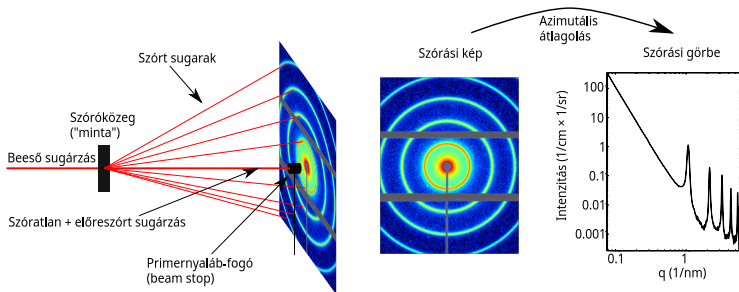 Szórt sugarak
Szóróközeg
("minta")
Beeső sugárzás
Szóratlan + előreszórt sugárzás
Primernyaláb-fogó
(beam stop)
Azimutális
átlagolás
Szórási kép
Szórási görbe
Intenzitás (1/cm × 1/sr)
100
10
1
0.1
0.01
0.001
0.1
1
q (1/nm)